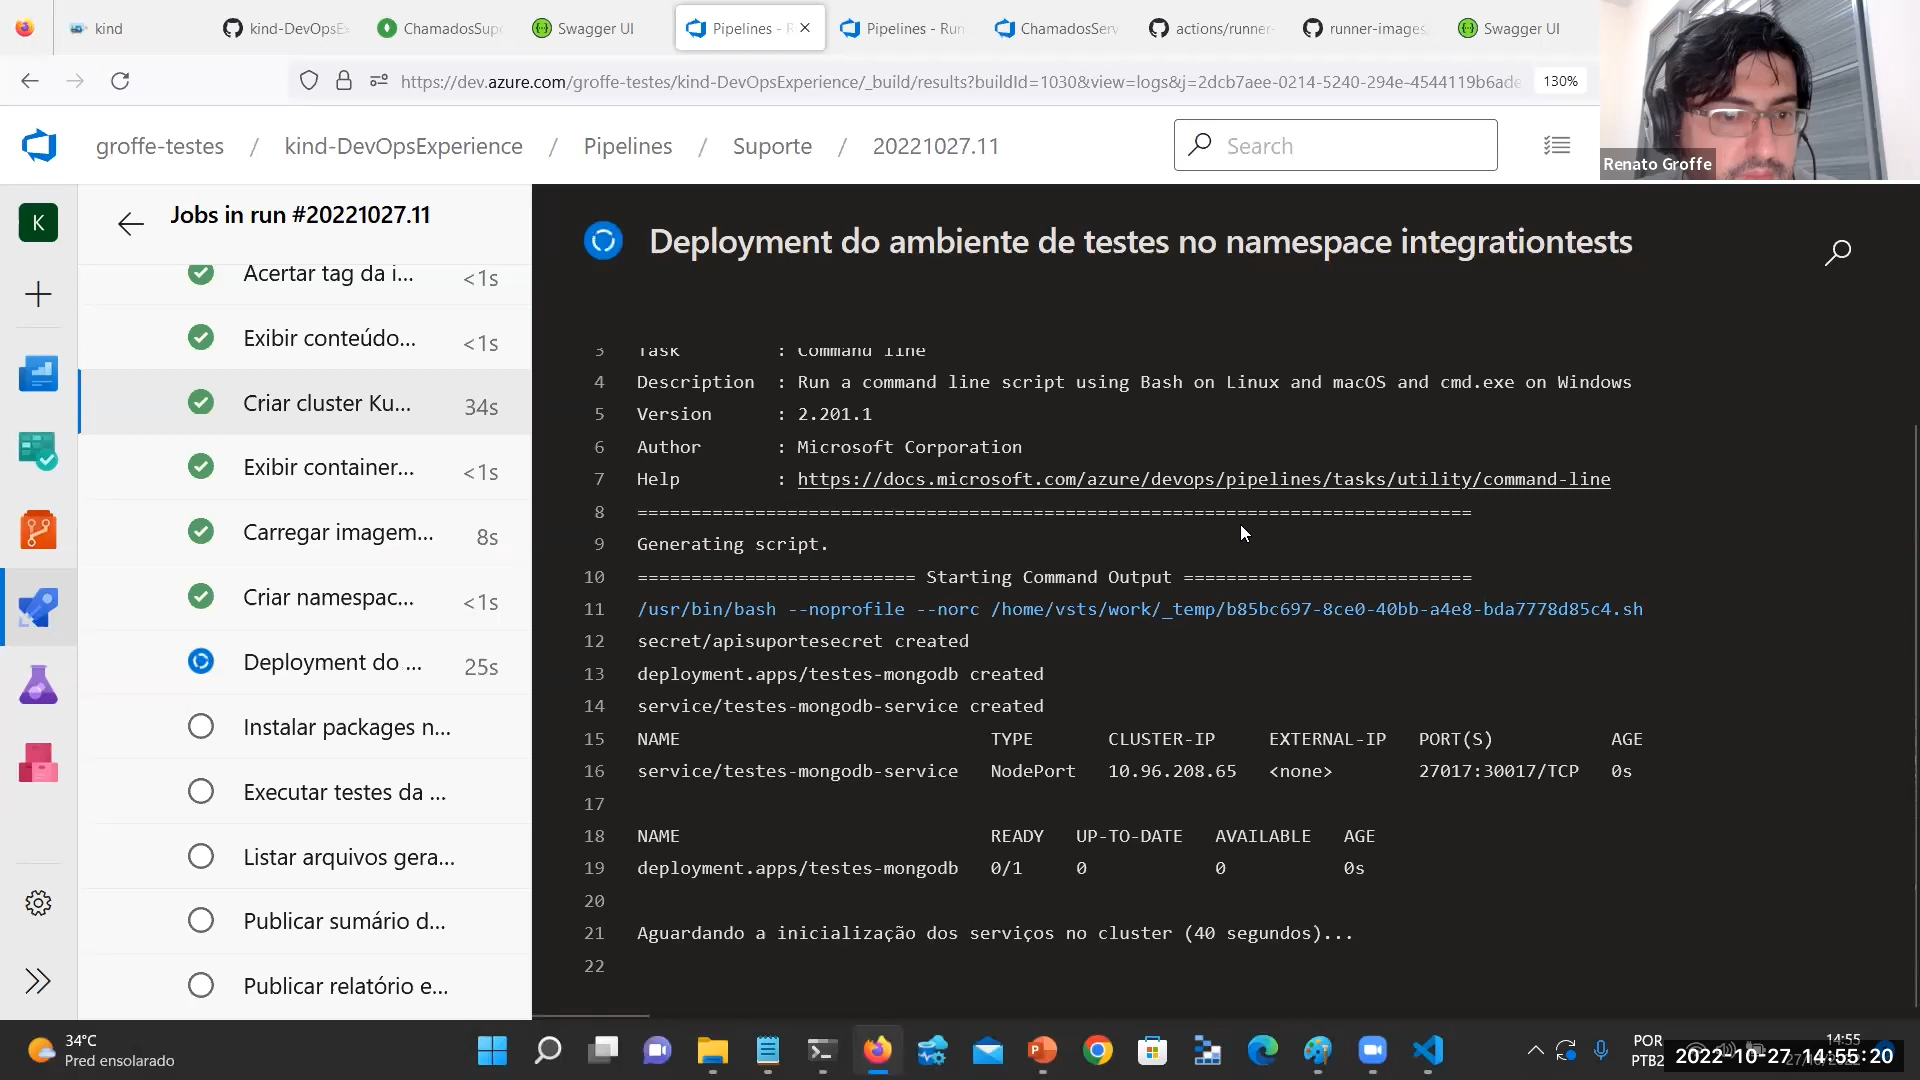 kind
kind-DevOpsEx
ChamadosSupo
Swagger UI
Pipelines - R
Pipelines - Run
ChamadosServ
actions/runner-
runner-images
Swagger UI
https://dev.azure.com/groffe-testes/kind-DevOpsExperience/_build/results?buildId=1030&view=logs&j=2dcb7aee-0214-5240-294e-4544119b6ade
130%
groffe-testes / kind-DevOpsExperience / Pipelines / Suporte / 20221027.11
Search
Renato Groffe
K
Jobs in run #20221027.11
Acertar tag da i... <1s
Exibir conteúdo... <1s
Criar cluster Ku... 34s
Exibir container... <1s
Carregar imagem... 8s
Criar namespac... <1s
Deployment do ... 25s
Instalar packages n...
Executar testes da ...
Listar arquivos gera...
Publicar sumário d...
Publicar relatório e...
Deployment do ambiente de testes no namespace integrationtests
3 Task : Command line
4 Description : Run a command line script using Bash on Linux and macOS and cmd.exe on Windows
5 Version : 2.201.1
6 Author : Microsoft Corporation
7 Help : https://docs.microsoft.com/azure/devops/pipelines/tasks/utility/command-line
8 ==============================================================================
9 Generating script.
10 ========================== Starting Command Output ===========================
11 /usr/bin/bash --noprofile --norc /home/vsts/work/_temp/b85bc697-8ce0-40bb-a4e8-bda7778d85c4.sh
12 secret/apisuportesecret created
13 deployment.apps/testes-mongodb created
14 service/testes-mongodb-service created
15 NAME TYPE CLUSTER-IP EXTERNAL-IP PORT(S) AGE
16 service/testes-mongodb-service NodePort 10.96.208.65 <none> 27017:30017/TCP 0s
17
18 NAME READY UP-TO-DATE AVAILABLE AGE
19 deployment.apps/testes-mongodb 0/1 0 0 0s
20
21 Aguardando a inicialização dos serviços no cluster (40 segundos)...
22
34°C
Pred ensolarado
POR
PTB2
14:55
2022-10-27 14:55:20